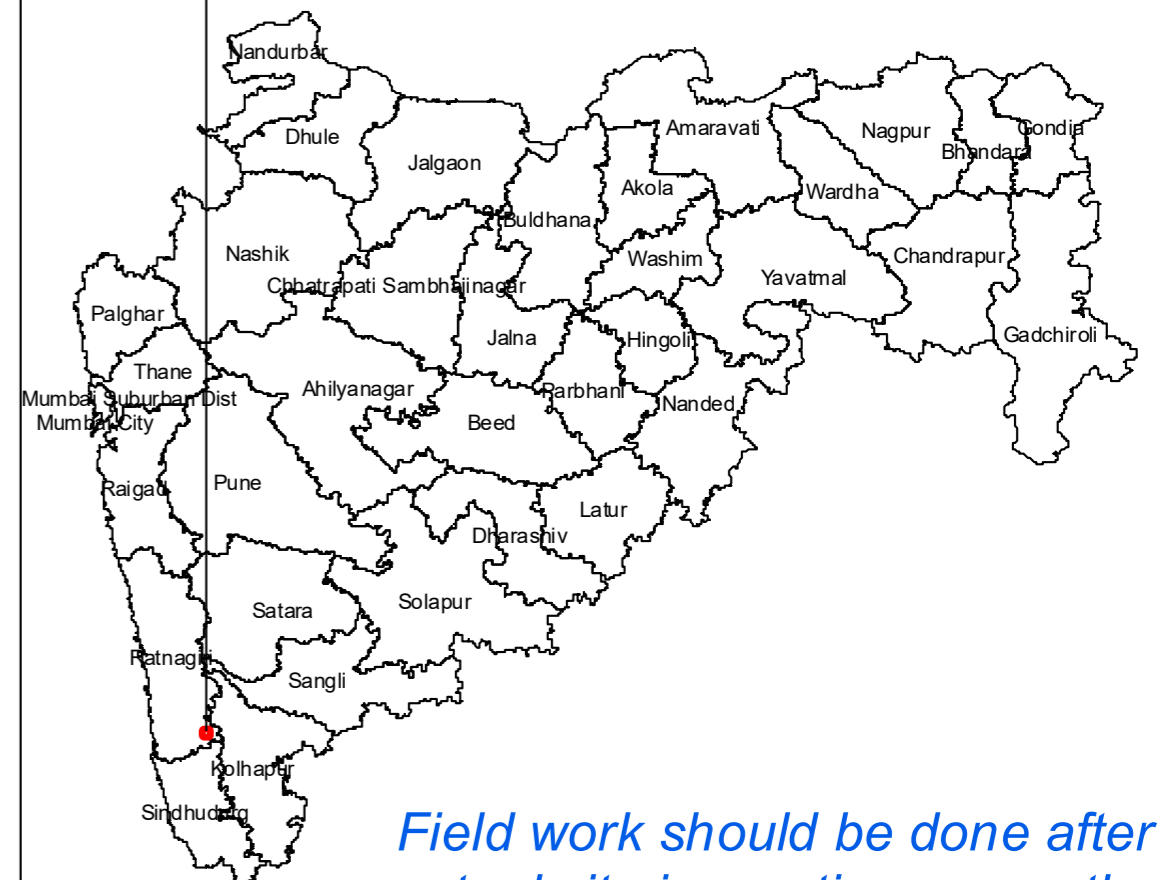 Nandurbar
Dhule
Jalgaon
Amaravati
Nagpur
Gondia
Bhandara
Akola
Wardha
Buldhana
Nashik
Washim
Chandrapur
Yavatmal
Chhatrapati Sambhajinagar
Palghar
Jalna
Hingoli
Gadchiroli
Thane
Ahilyanagar
Parbhani
Nanded
Mumbai Suburban Dist
Mumbai City
Beed
Raigad
Pune
Latur
Dharashiv
Satara
Solapur
Ratnagiri
Sangli
Kolhapur
Sindhudurg
Field work should be done after